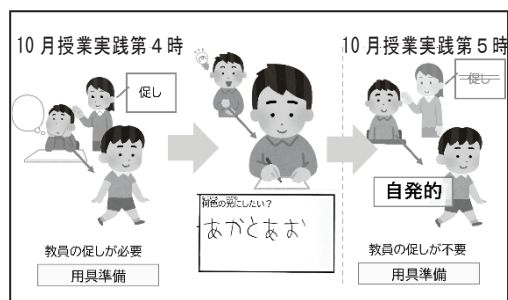 10月授業実践第4時
促し
教員の促しが必要
用具準備
何色の光にしたい?
あかとあお
10月授業実践第5時
促し
自発的
教員の促しが不要
用具準備